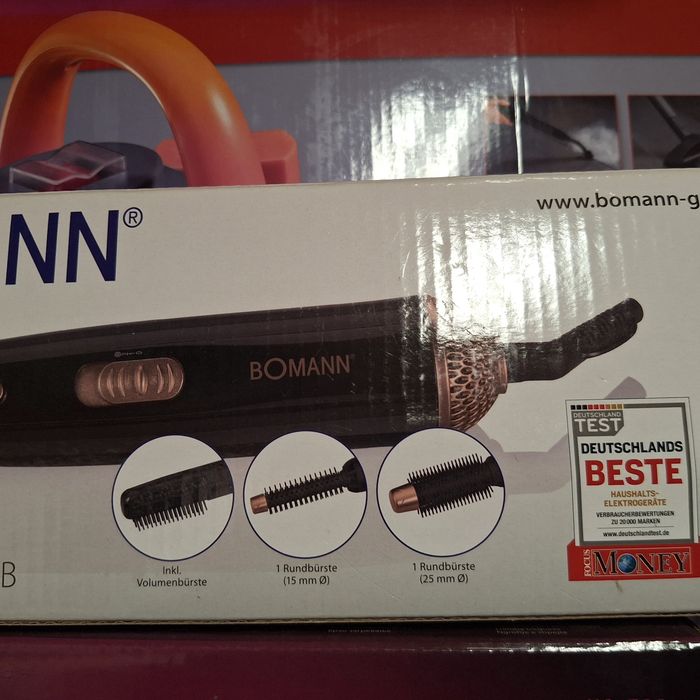 NN®
www.bomann-g
BOMANN®
DEUTSCHLAND
TEST
DEUTSCHLANDS
BESTE
HAUSHALTS-
ELEKTROGERÄTE
VERBRAUCHERBEWERTUNGEN
ZU 20 000 MARKEN
www.deutschlandtest.de
FOCUS
MONEY
Inkl.
Volumenbürste
1 Rundbürste
(15 mm Ø)
1 Rundbürste
(25 mm Ø)
B